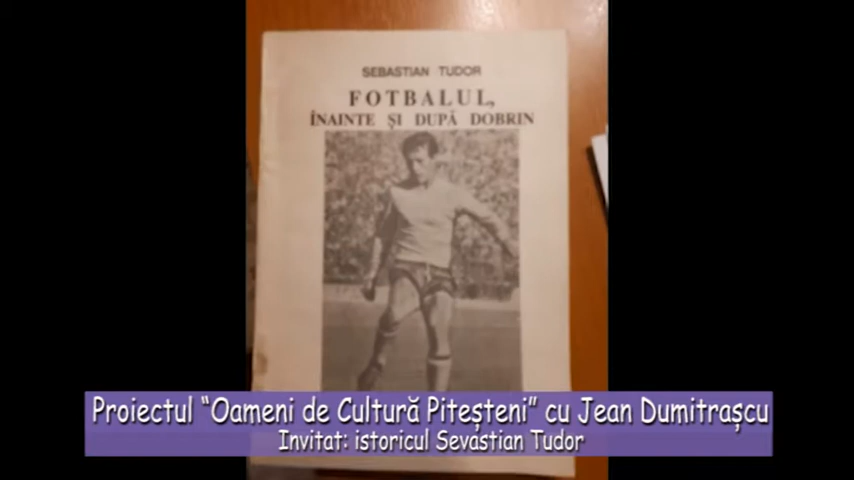 SEBASTIAN TUDOR
FOTBALUL,
ÎNAINTE ȘI DUPĂ DOBRIN
Proiectul “Oameni de Cultură Piteșteni” cu Jean Dumitrașcu
Invitat: istoricul Sevastian Tudor